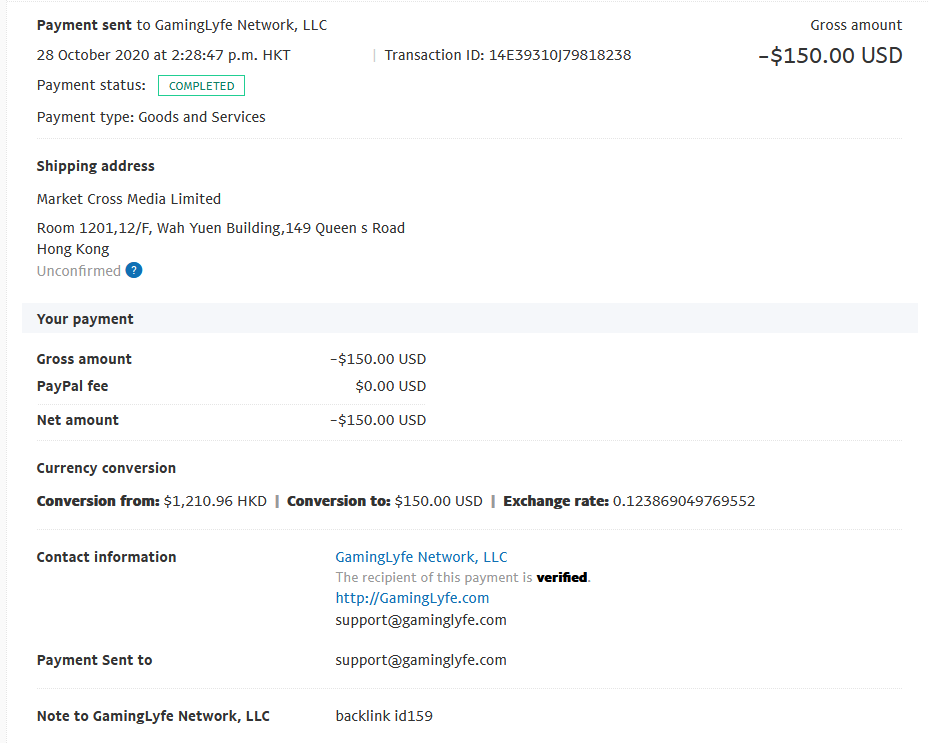 Payment sent to GamingLyfe Network, LLC
Gross amount
28 October 2020 at 2:28:47 p.m. HKT | Transaction ID: 14E39310J79818238
−$150.00 USD
Payment status: COMPLETED
Payment type: Goods and Services
Shipping address
Market Cross Media Limited
Room 1201,12/F, Wah Yuen Building,149 Queen s Road
Hong Kong
Unconfirmed ?
Your payment
Gross amount −$150.00 USD
PayPal fee $0.00 USD
Net amount −$150.00 USD
Currency conversion
Conversion from: $1,210.96 HKD | Conversion to: $150.00 USD | Exchange rate: 0.123869049769552
Contact information GamingLyfe Network, LLC
The recipient of this payment is verified.
http://GamingLyfe.com
support@gaminglyfe.com
Payment Sent to support@gaminglyfe.com
Note to GamingLyfe Network, LLC backlink id159